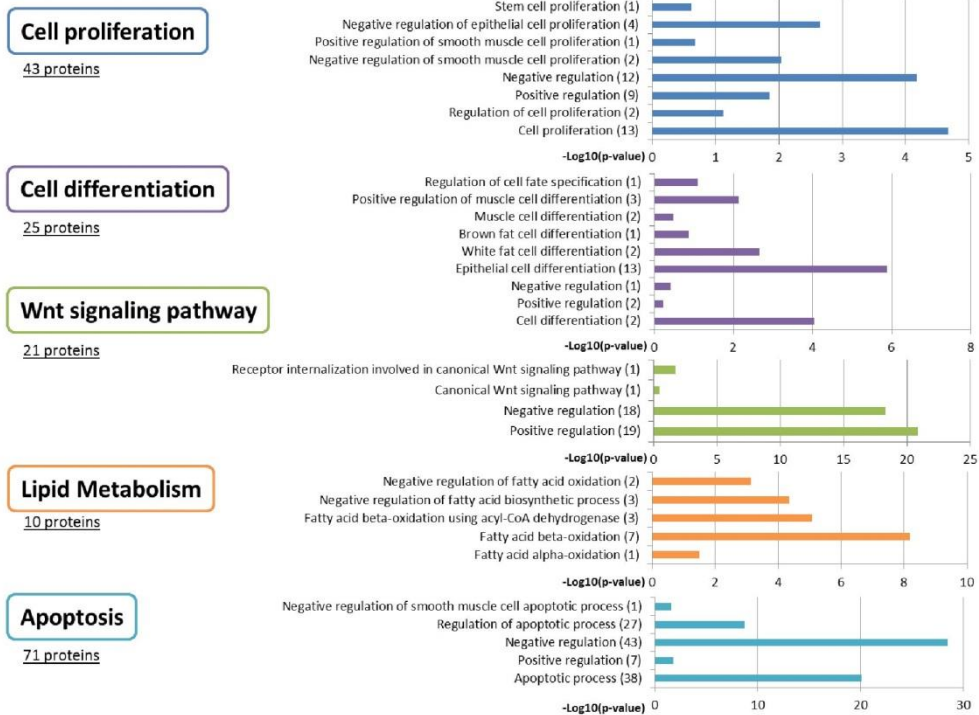 Cell proliferation
43 proteins
Stem cell proliferation (1)
Negative regulation of epithelial cell proliferation (4)
Positive regulation of smooth muscle cell proliferation (1)
Negative regulation of smooth muscle cell proliferation (2)
Negative regulation (12)
Positive regulation (9)
Regulation of cell proliferation (2)
Cell proliferation (13)
-Log10(p-value) 0 1 2 3 4 5
Cell differentiation
25 proteins
Regulation of cell fate specification (1)
Positive regulation of muscle cell differentiation (3)
Muscle cell differentiation (2)
Brown fat cell differentiation (1)
White fat cell differentiation (2)
Epithelial cell differentiation (13)
Negative regulation (1)
Positive regulation (2)
Cell differentiation (2)
-Log10(p-value) 0 2 4 6 8
Wnt signaling pathway
21 proteins
Receptor internalization involved in canonical Wnt signaling pathway (1)
Canonical Wnt signaling pathway (1)
Negative regulation (18)
Positive regulation (19)
-Log10(p-value) 0 5 10 15 20 25
Lipid Metabolism
10 proteins
Negative regulation of fatty acid oxidation (2)
Negative regulation of fatty acid biosynthetic process (3)
Fatty acid beta-oxidation using acyl-CoA dehydrogenase (3)
Fatty acid beta-oxidation (7)
Fatty acid alpha-oxidation (1)
-Log10(p-value) 0 2 4 6 8 10
Apoptosis
71 proteins
Negative regulation of smooth muscle cell apoptotic process (1)
Regulation of apoptotic process (27)
Negative regulation (43)
Positive regulation (7)
Apoptotic process (38)
-Log10(p-value) 0 10 20 30